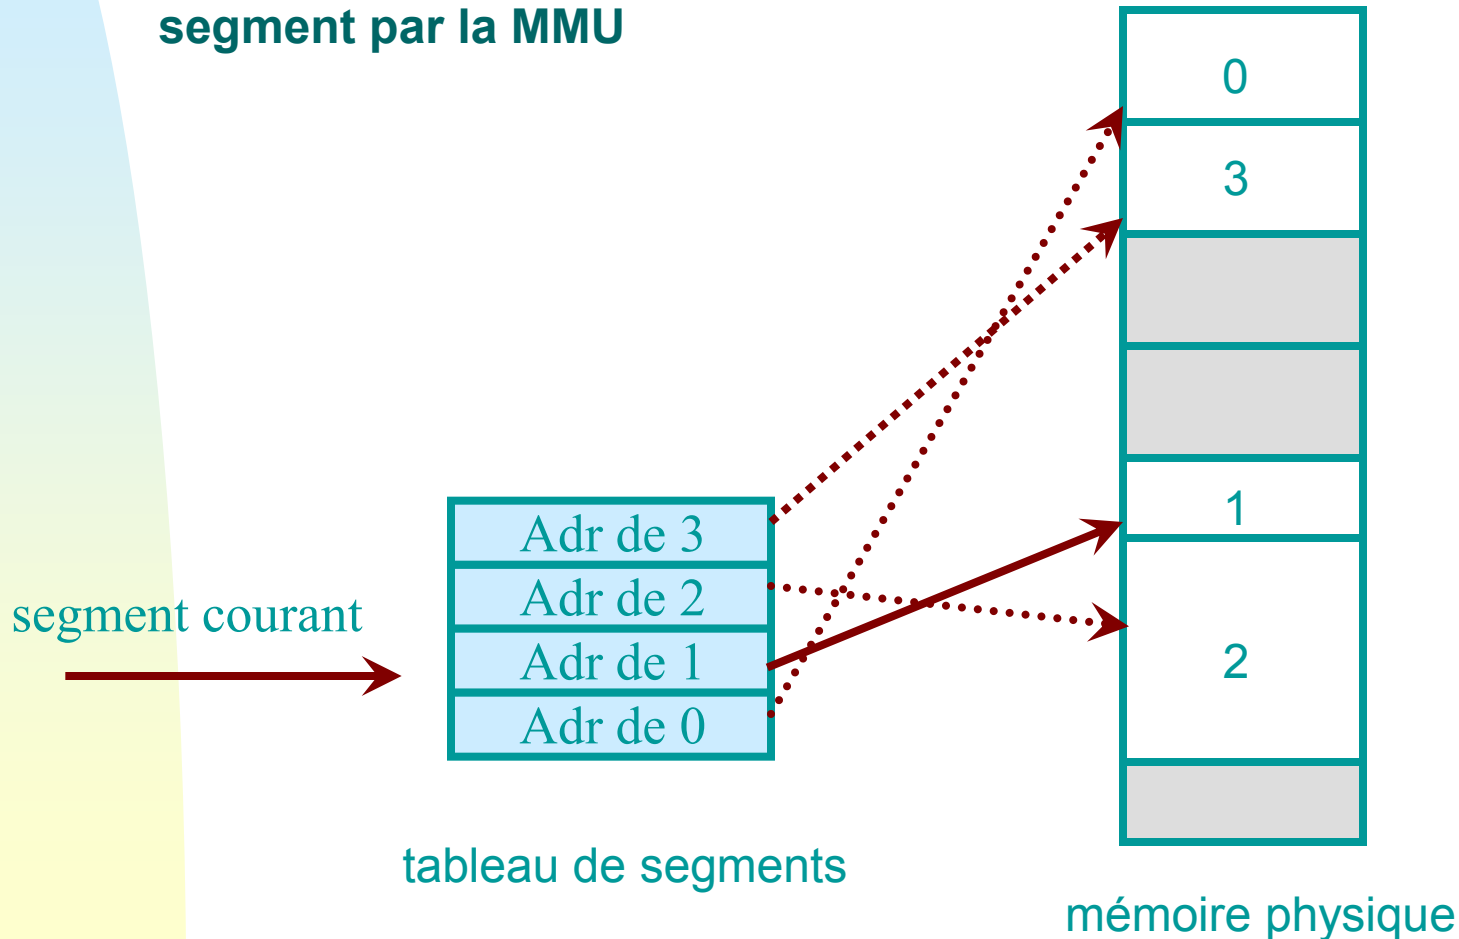 segment par la MMU
0
3
1
2
segment courant
Adr de 3
Adr de 2
Adr de 1
Adr de 0
tableau de segments
mémoire physique